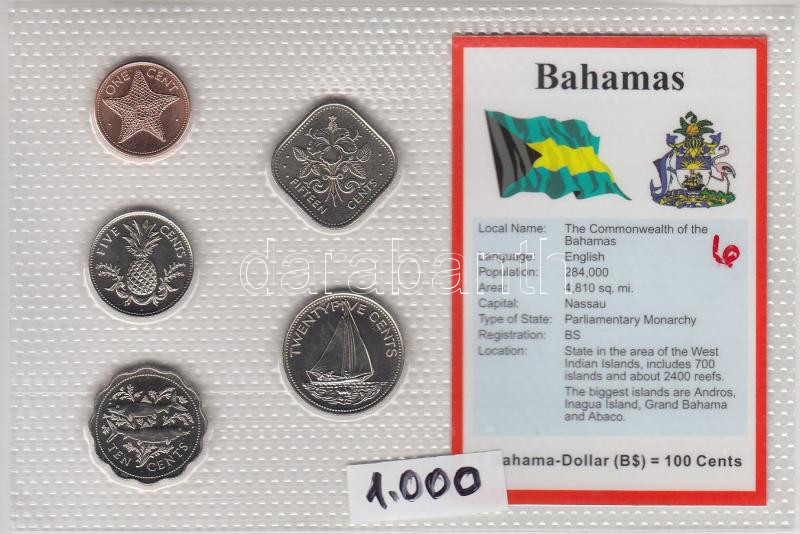 ONE CENT
FIFTEEN CENTS
FIVE CENTS
TWENTYFIVE CENTS
TEN CENTS
Bahamas
Local Name: The Commonwealth of the
Bahamas
Language: English
Population: 284,000
Area: 4,810 sq. mi.
Capital: Nassau
Type of State: Parliamentary Monarchy
Registration: BS
Location: State in the area of the West
Indian Islands, includes 700
islands and about 2400 reefs.
The biggest islands are Andros,
Inagua Island, Grand Bahama
and Abaco.
ahama-Dollar (B$) = 100 Cents
1.000
darabanth